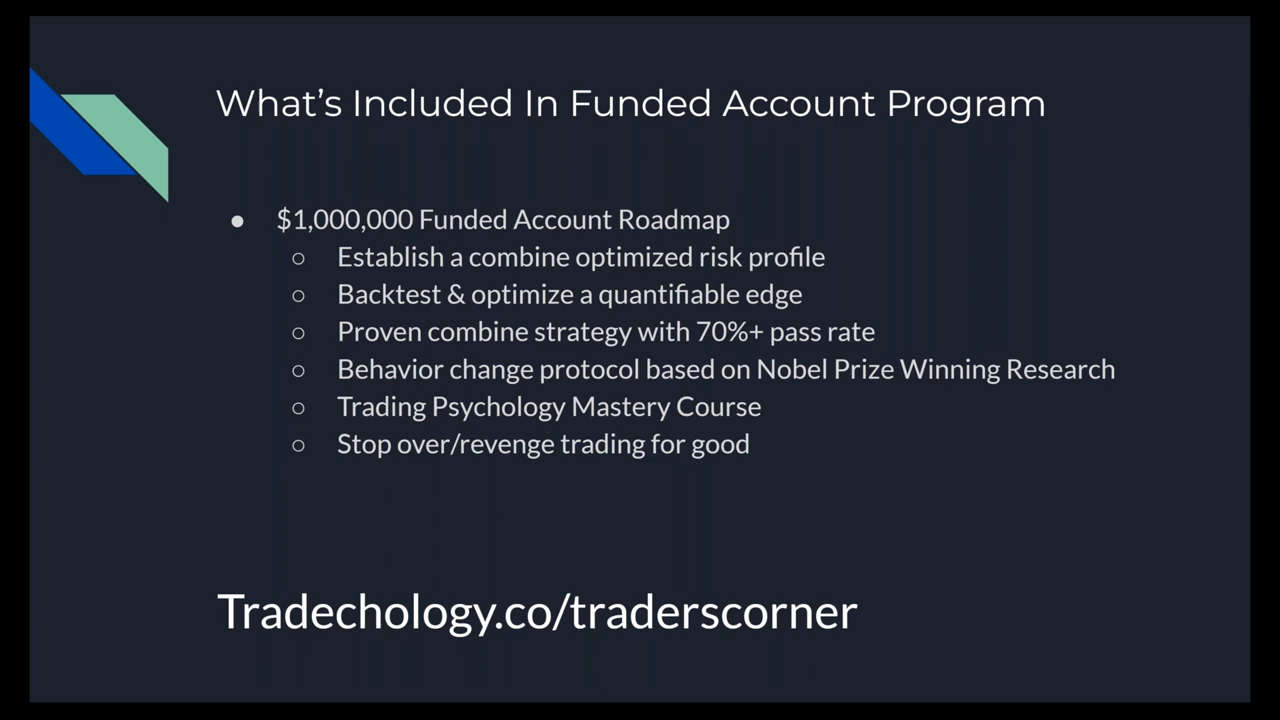 What’s Included In Funded Account Program
● $1,000,000 Funded Account Roadmap
○ Establish a combine optimized risk profile
○ Backtest & optimize a quantifiable edge
○ Proven combine strategy with 70%+ pass rate
○ Behavior change protocol based on Nobel Prize Winning Research
○ Trading Psychology Mastery Course
○ Stop over/revenge trading for good
Tradechology.co/traderscorner